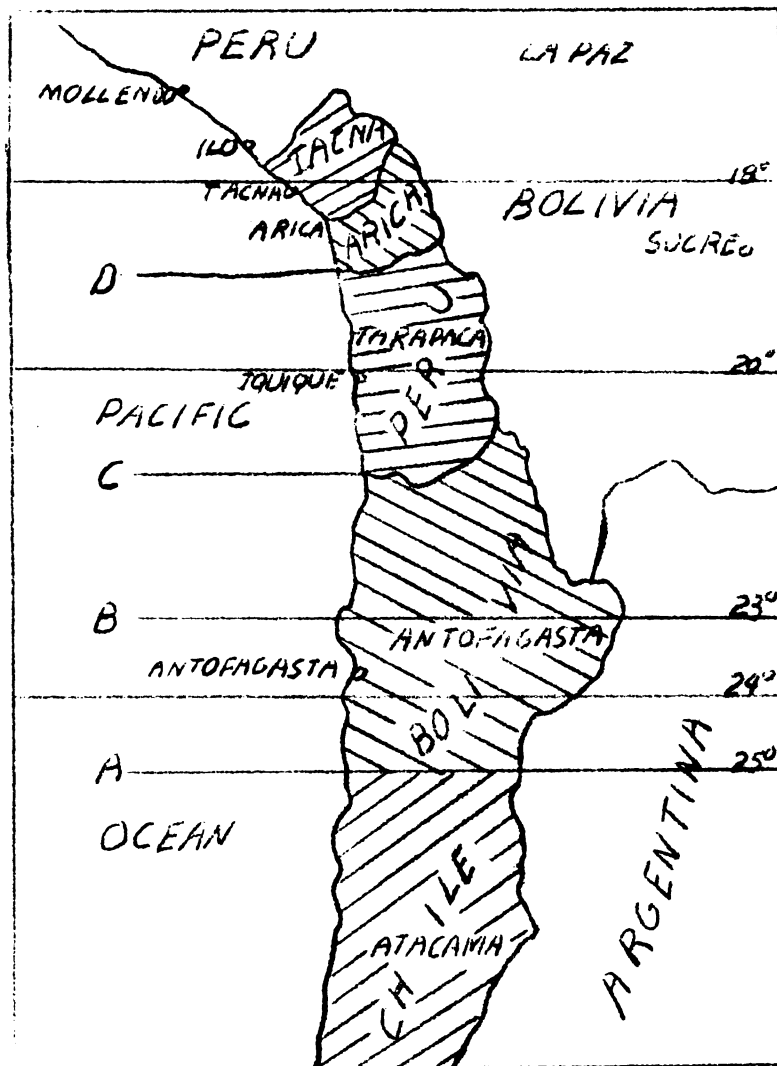 PERU
LA PAZ
MOLLENDO
ILO
TACNA
TACNA
18°
ARICA
ARICA
BOLIVIA
SUCRE
D
TARAPACA
PERU
IQUIQUE
20°
PACIFIC
C
B
23°
ANTOFAGASTA
ANTOFAGASTA
BOLIVIA
24°
A
25°
OCEAN
CHILE
ATACAMA
ARGENTINA